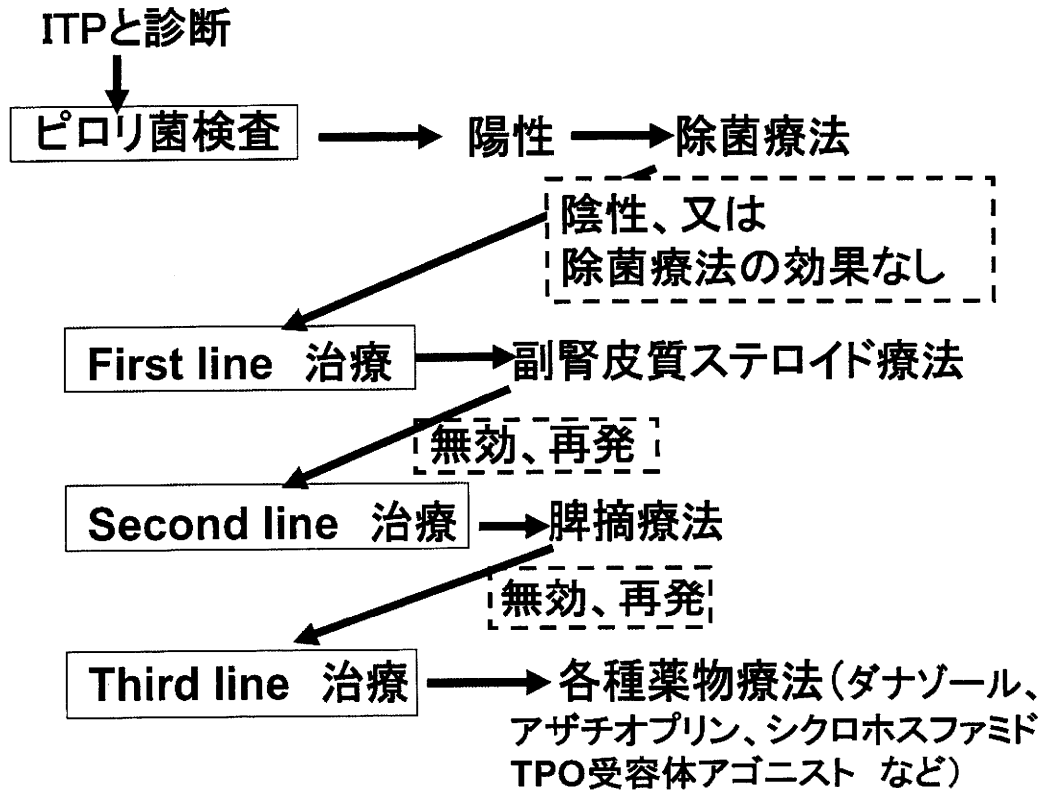 ITPと診断
ピロリ菌検査 陽性 除菌療法
陰性、又は
除菌療法の効果なし
First line 治療 副腎皮質ステロイド療法
無効、再発
Second line 治療 脾摘療法
無効、再発
Third line 治療 各種薬物療法（ダナゾール、
アザチオプリン、シクロホスファミド
TPO受容体アゴニスト など）